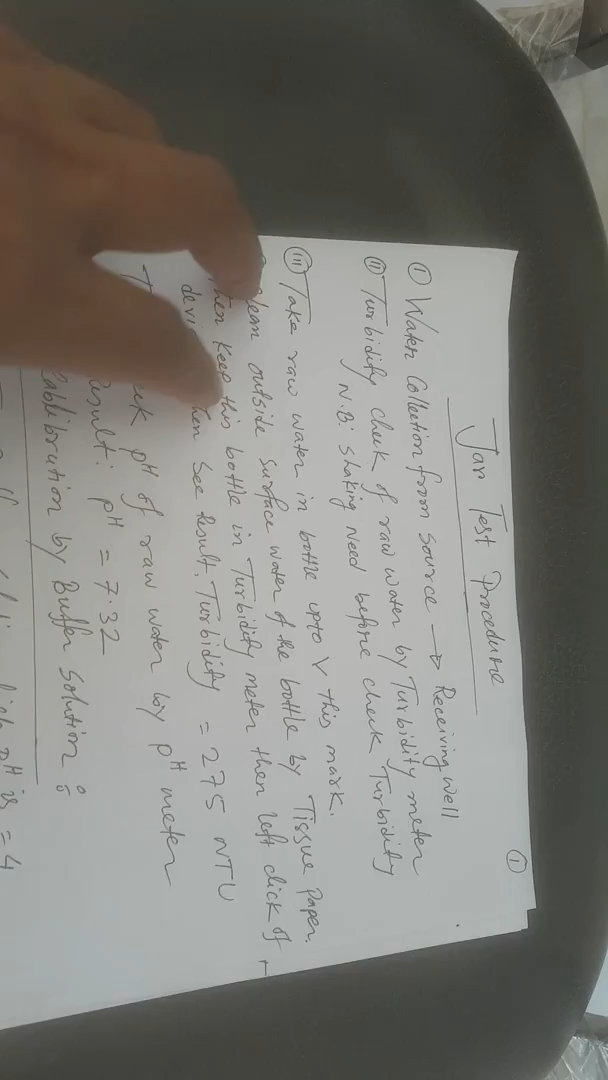 ①
Jar Test Procedure
① Water Collection from source → Receiving well
② Turbidity check of raw water by Turbidity meter
N.B: shaking need before check Turbidity
③ Take raw water in bottle upto V this mark.
clean outside surface water of the bottle by Tissue Paper.
Then keep this bottle in Turbidity meter then left click of
See Result. Turbidity = 275 NTU
pH of raw water by pH meter
Result: pH = 7.32
Calibration by Buffer Solution :
pH is = 4